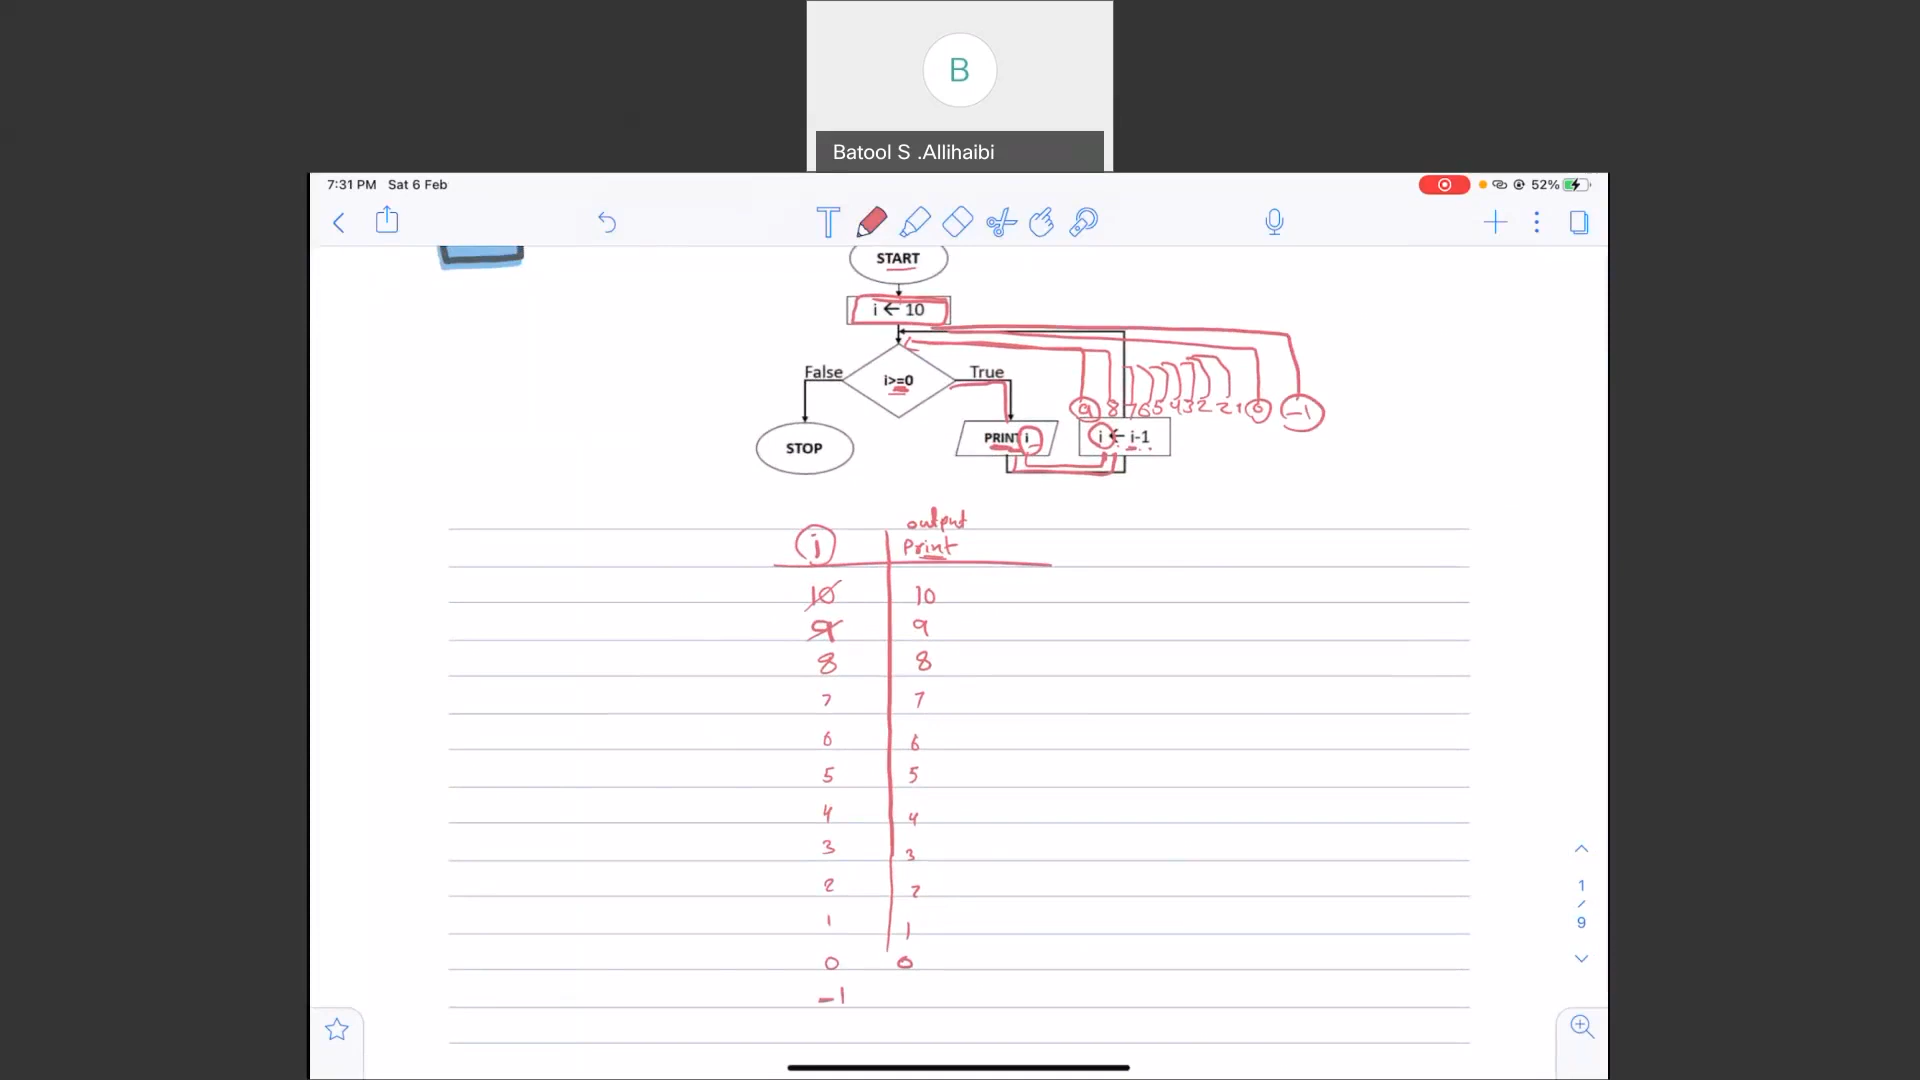 B
Batool S .Allihaibi
7:31 PM Sat 6 Feb
52%
T
START
i ← 10
False
i>=0
True
9 8 7 6 5 4 3 2 2 1 0 -1
STOP
PRINT i
i ← i-1
output
i Print
10 10
9 9
8 8
7 7
6 6
5 5
4 4
3 3
2 2
1 1
0 0
-1
1
/
9